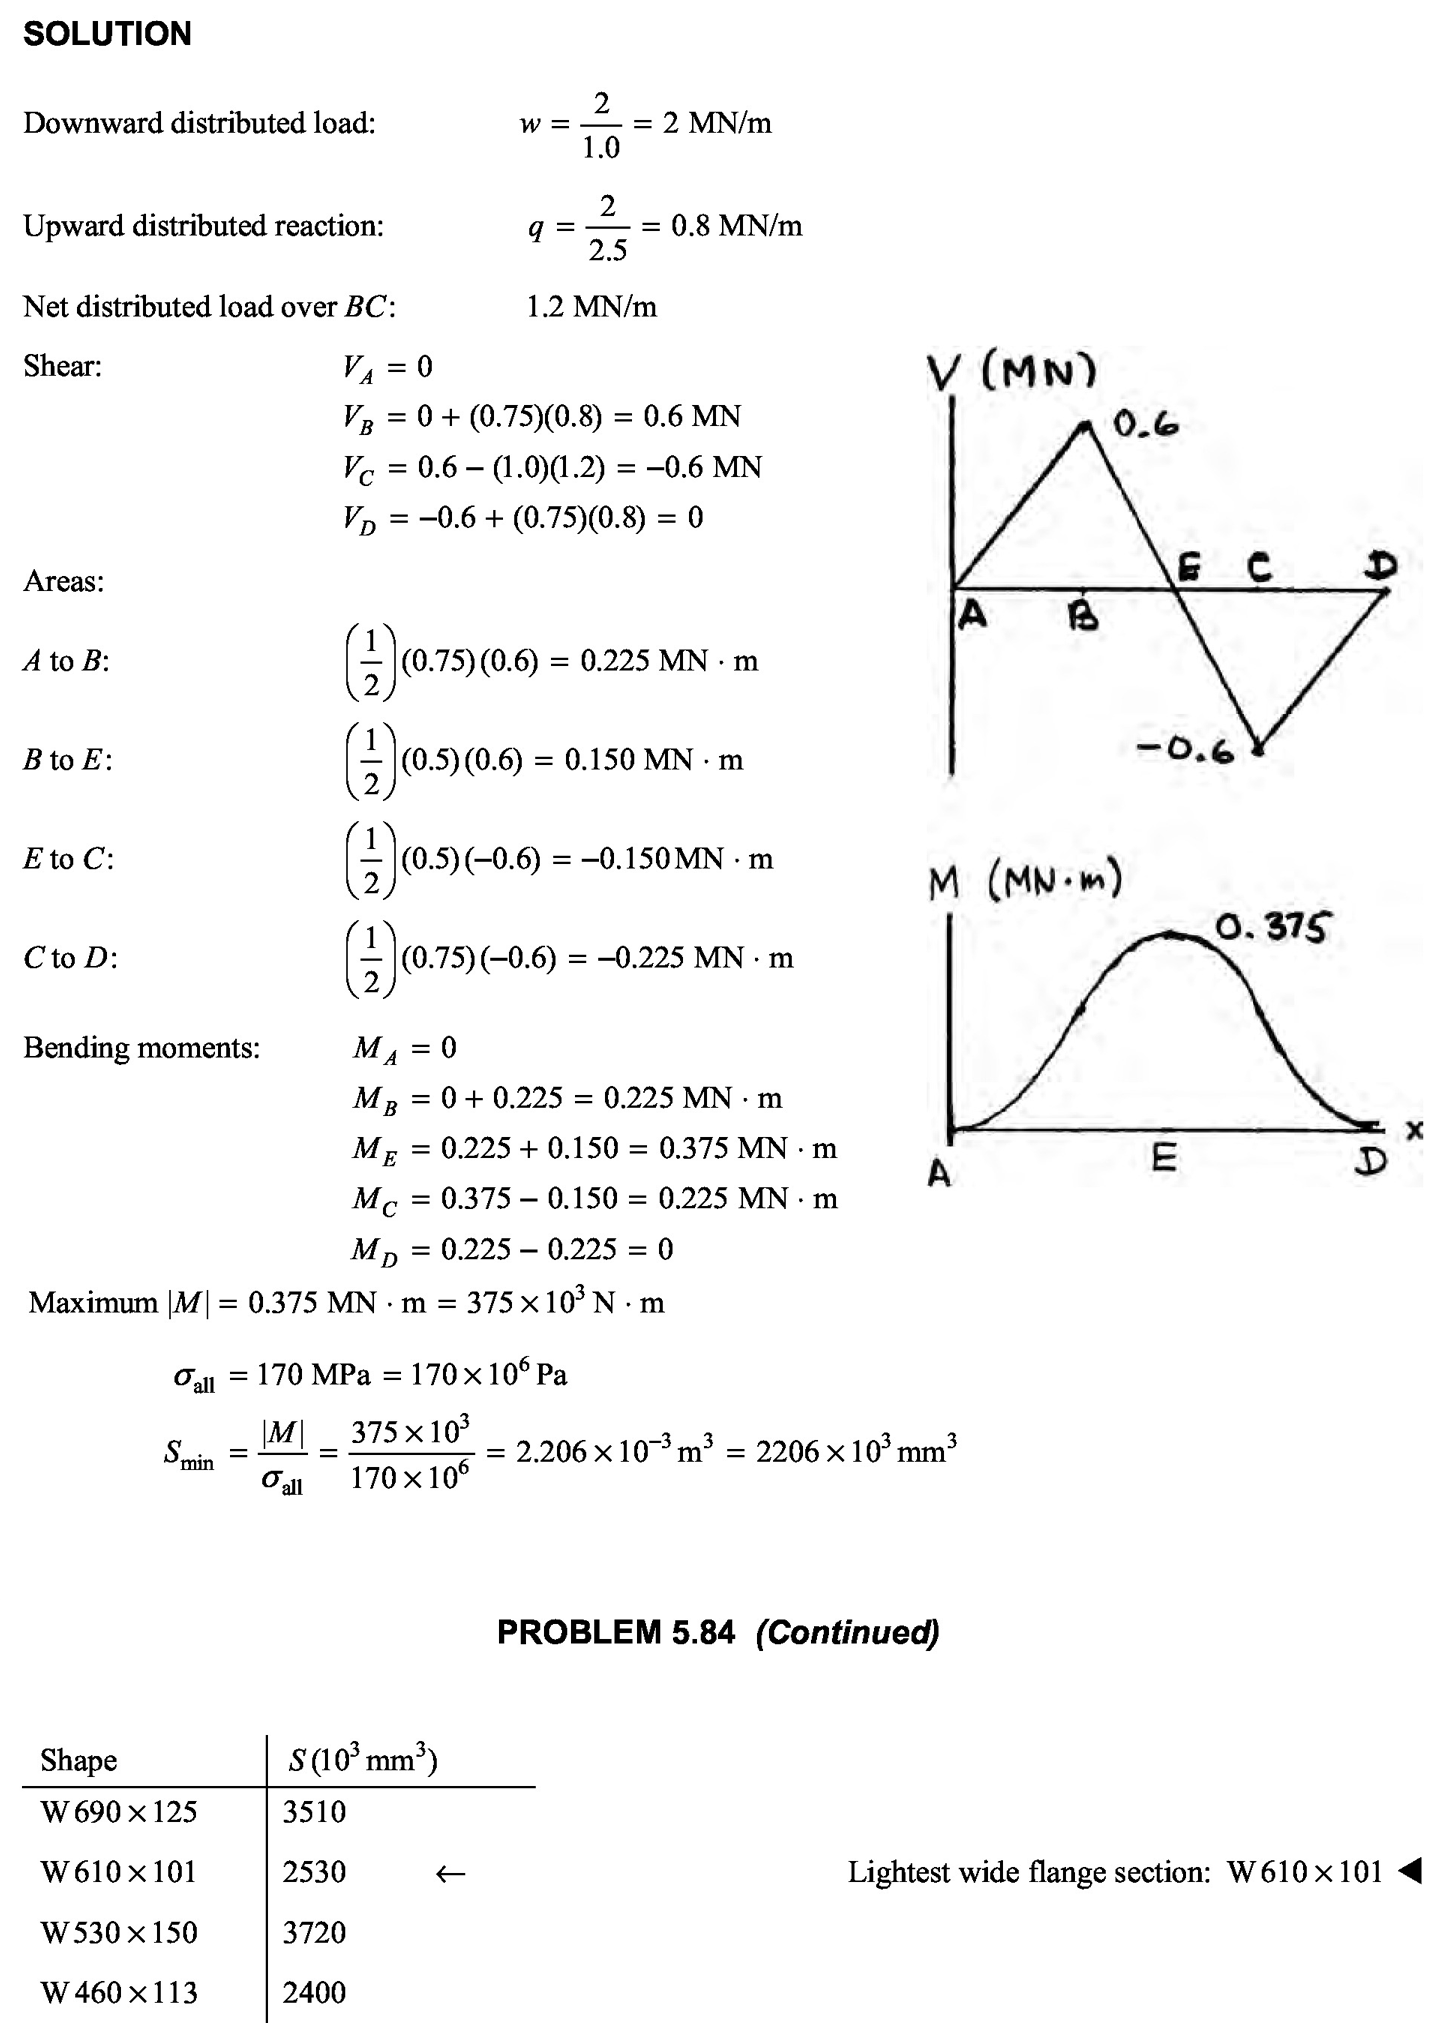 SOLUTION
Downward distributed load: w = 2/1.0 = 2 MN/m
Upward distributed reaction: q = 2/2.5 = 0.8 MN/m
Net distributed load over BC: 1.2 MN/m
Shear: V_A = 0
V_B = 0 + (0.75)(0.8) = 0.6 MN
V_C = 0.6 − (1.0)(1.2) = −0.6 MN
V_D = −0.6 + (0.75)(0.8) = 0
Areas:
A to B: (1/2)(0.75)(0.6) = 0.225 MN · m
B to E: (1/2)(0.5)(0.6) = 0.150 MN · m
E to C: (1/2)(0.5)(−0.6) = −0.150 MN · m
C to D: (1/2)(0.75)(−0.6) = −0.225 MN · m
Bending moments: M_A = 0
M_B = 0 + 0.225 = 0.225 MN · m
M_E = 0.225 + 0.150 = 0.375 MN · m
M_C = 0.375 − 0.150 = 0.225 MN · m
M_D = 0.225 − 0.225 = 0
V (MN)
0.6
E C D
A B
−0.6
M (MN·m)
0.375
x
A E D
Maximum |M| = 0.375 MN · m = 375 × 10³ N · m
σ_all = 170 MPa = 170 × 10⁶ Pa
S_min = |M|/σ_all = 375 × 10³/170 × 10⁶ = 2.206 × 10⁻³ m³ = 2206 × 10³ mm³
PROBLEM 5.84 (Continued)
Shape S (10³ mm³)
W 690 × 125 3510
W 610 × 101 2530 ← Lightest wide flange section: W 610 × 101 ◄
W 530 × 150 3720
W 460 × 113 2400